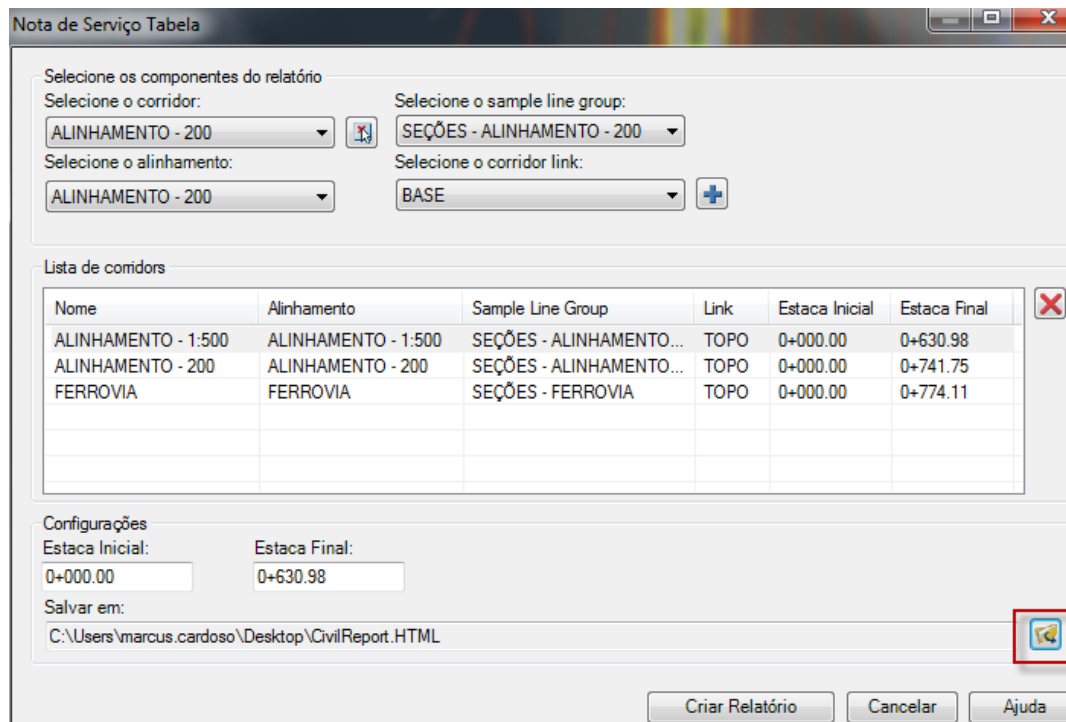 Nota de Serviço Tabela
Selecione os componentes do relatório
Selecione o corridor: Selecione o sample line group:
ALINHAMENTO - 200 SEÇÕES - ALINHAMENTO - 200
Selecione o alinhamento: Selecione o corridor link:
ALINHAMENTO - 200 BASE
Lista de corridors
Nome Alinhamento Sample Line Group Link Estaca Inicial Estaca Final
ALINHAMENTO - 1:500 ALINHAMENTO - 1:500 SEÇÕES - ALINHAMENTO... TOPO 0+000.00 0+630.98
ALINHAMENTO - 200 ALINHAMENTO - 200 SEÇÕES - ALINHAMENTO... TOPO 0+000.00 0+741.75
FERROVIA FERROVIA SEÇÕES - FERROVIA TOPO 0+000.00 0+774.11
Configurações
Estaca Inicial: Estaca Final:
0+000.00 0+630.98
Salvar em:
C:\Users\marcus.cardoso\Desktop\CivilReport.HTML
Criar Relatório Cancelar Ajuda